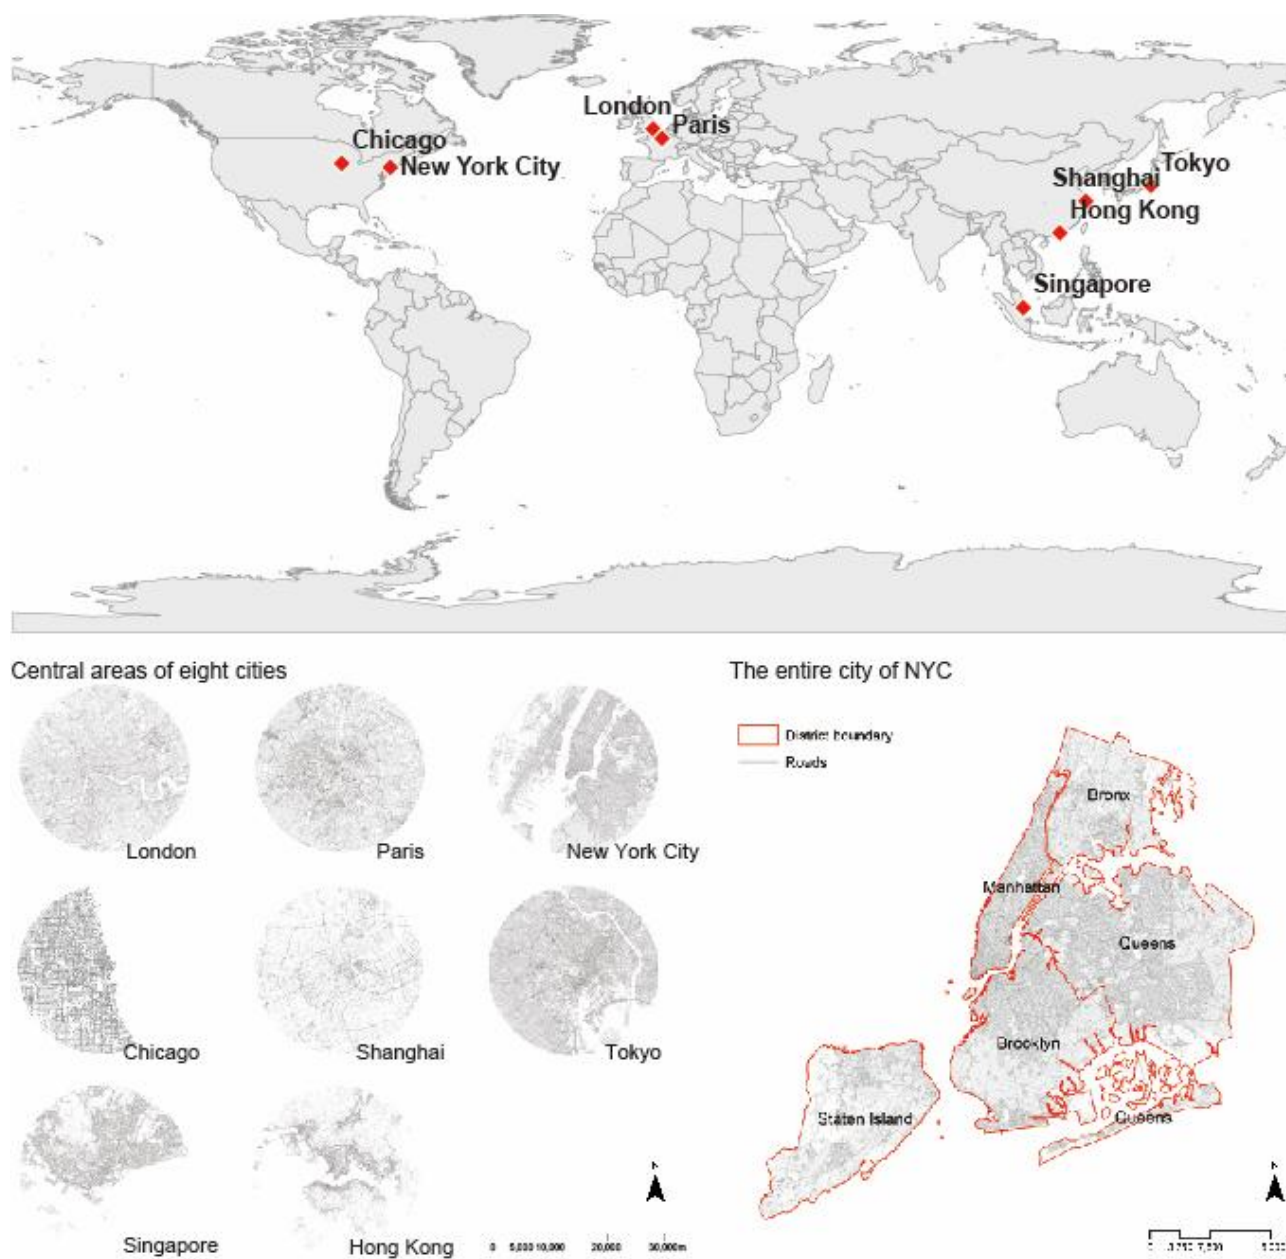 London
Paris
Chicago
New York City
Tokyo
Shanghai
Hong Kong
Singapore
Central areas of eight cities
The entire city of NYC
District boundary
Roads
London
Paris
New York City
Chicago
Shanghai
Tokyo
Singapore
Hong Kong
0 5,000 10,000 20,000 30,000m
N
Bronx
Manhattan
Queens
Brooklyn
Staten Island
Queens
N